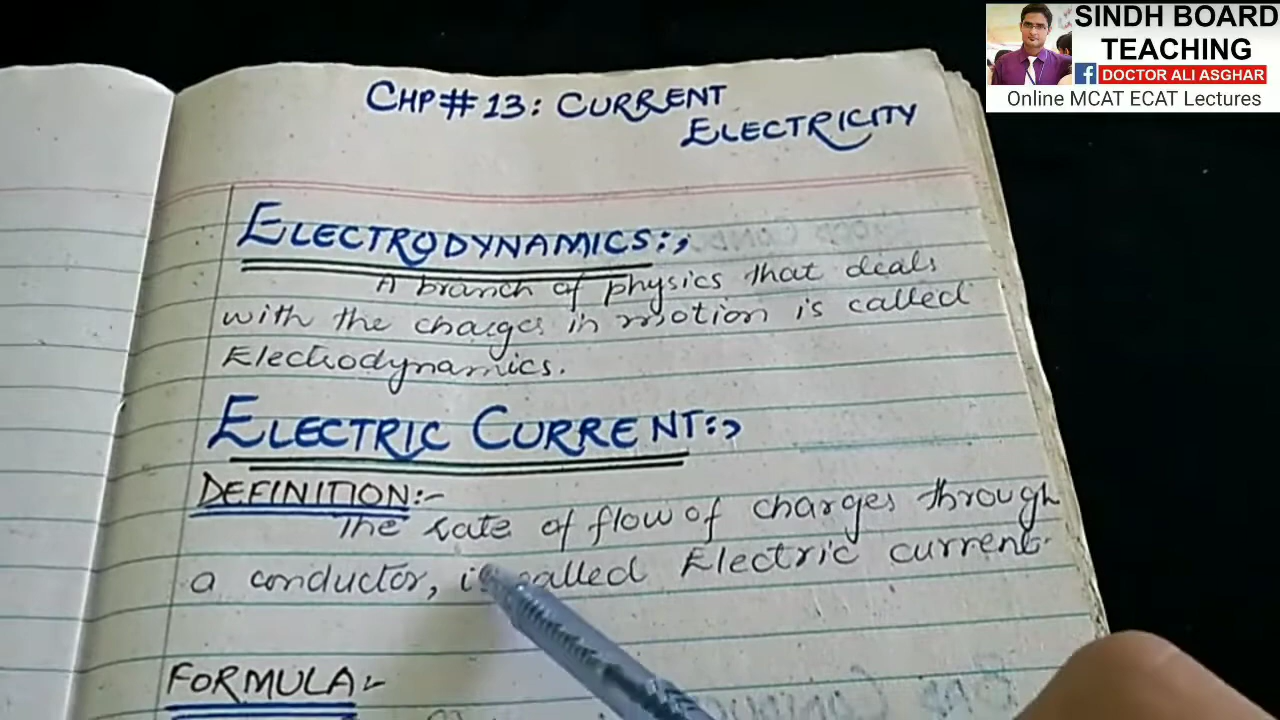 SINDH BOARD
TEACHING
f DOCTOR ALI ASGHAR
Online MCAT ECAT Lectures
CHP# 13: CURRENT
ELECTRICITY
ELECTRODYNAMICS:,
A branch of physics that deals
with the charges in motion is called
Electrodynamics.
ELECTRIC CURRENT:,
DEFINITION:-
The rate of flow of charges through
a conductor, is called Electric current.
FORMULA:-